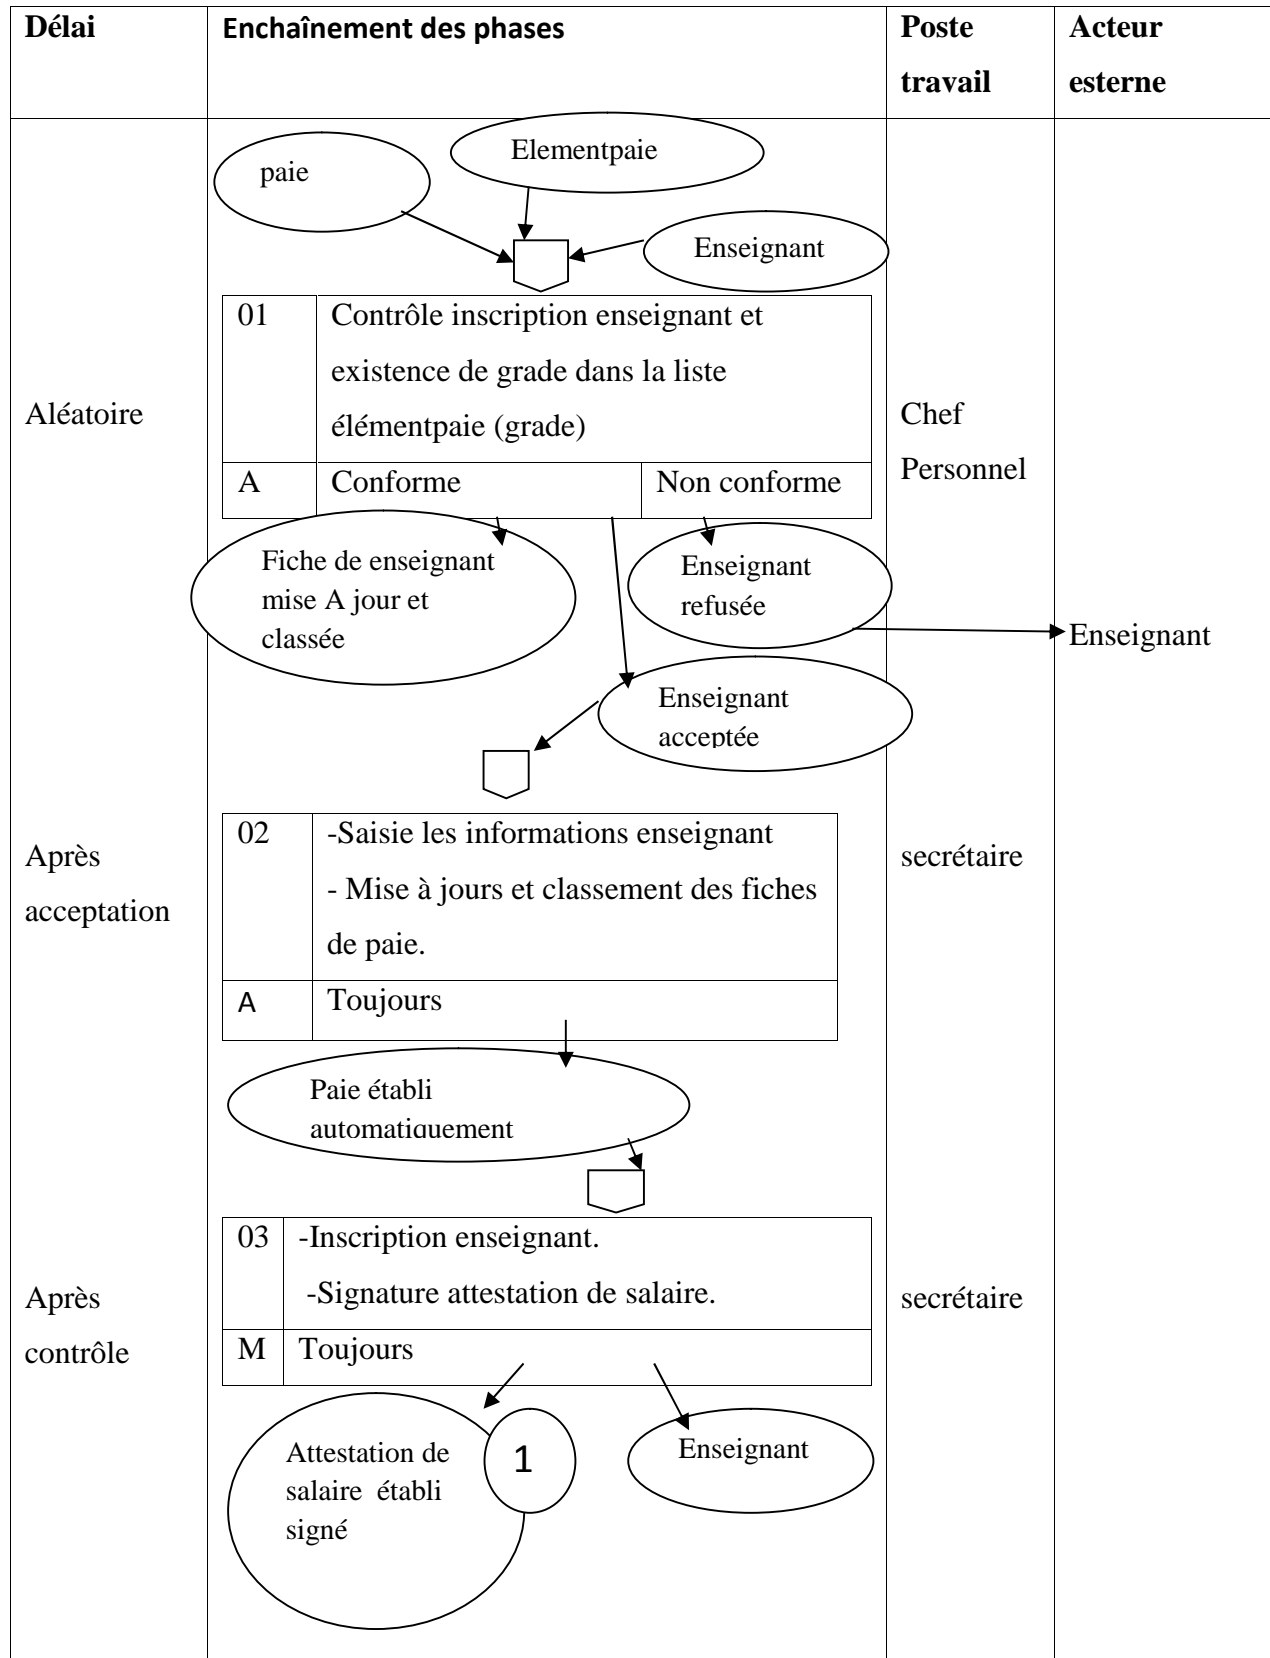 Délai
Enchaînement des phases
Poste
travail
Acteur
esterne
paie
Elementpaie
Enseignant
Aléatoire
01
Contrôle inscription enseignant et
existence de grade dans la liste
élémentpaie (grade)
A
Conforme
Non conforme
Chef
Personnel
Fiche de enseignant
mise A jour et
classée
Enseignant
refusée
Enseignant
Enseignant
acceptée
Après
acceptation
02
-Saisie les informations enseignant
- Mise à jours et classement des fiches
de paie.
A
Toujours
secrétaire
Paie établi
automatiquement
Après
contrôle
03
-Inscription enseignant.
-Signature attestation de salaire.
M
Toujours
secrétaire
Attestation de
salaire établi
signé
1
Enseignant